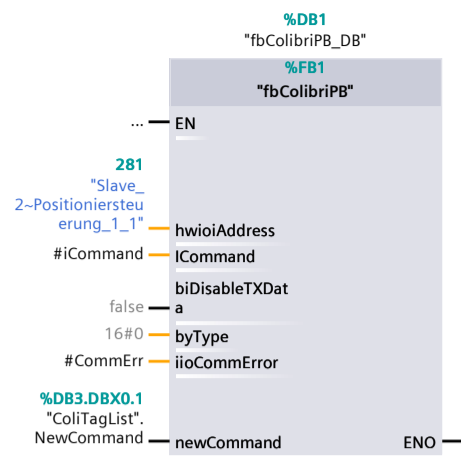 %DB1
"fbColibriPB_DB"
%FB1
"fbColibriPB"
... EN
281
"Slave_
2~Positioniersteu
erung_1_1"
hwioiAddress
#iCommand ICommand
biDisableTXDat
false a
16#0 byType
#CommErr iioCommError
%DB3.DBX0.1
"ColiTagList".
NewCommand newCommand ENO